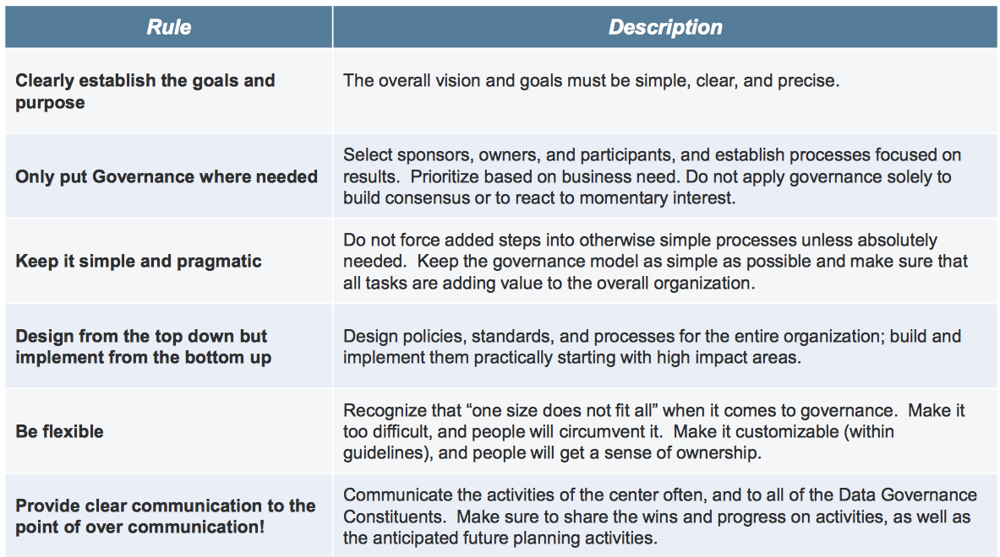 Rule
Description
Clearly establish the goals and
purpose
The overall vision and goals must be simple, clear, and precise.
Only put Governance where needed
Select sponsors, owners, and participants, and establish processes focused on
results.  Prioritize based on business need. Do not apply governance solely to
build consensus or to react to momentary interest.
Keep it simple and pragmatic
Do not force added steps into otherwise simple processes unless absolutely
needed.  Keep the governance model as simple as possible and make sure that
all tasks are adding value to the overall organization.
Design from the top down but
implement from the bottom up
Design policies, standards, and processes for the entire organization; build and
implement them practically starting with high impact areas.
Be flexible
Recognize that “one size does not fit all” when it comes to governance.  Make it
too difficult, and people will circumvent it.  Make it customizable (within
guidelines), and people will get a sense of ownership.
Provide clear communication to the
point of over communication!
Communicate the activities of the center often, and to all of the Data Governance
Constituents.  Make sure to share the wins and progress on activities, as well as
the anticipated future planning activities.